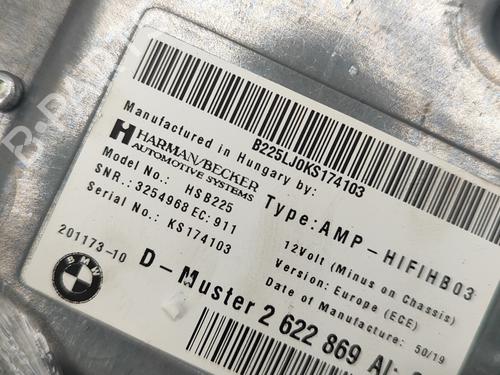 B225LJ0KS174103
Manufactured in Hungary by:
HARMAN/BECKER
AUTOMOTIVE SYSTEMS
Model No.: HSB225
SNR.: 3254968 EC: 911
Serial No.: KS174103
Type: AMP-HIFIHB03
12Volt (Minus on Chassis)
Version: Europe (ECE)
Date of Manufacture: 50/19
201173-10
BMW
D-Muster 2 622 869 AI: